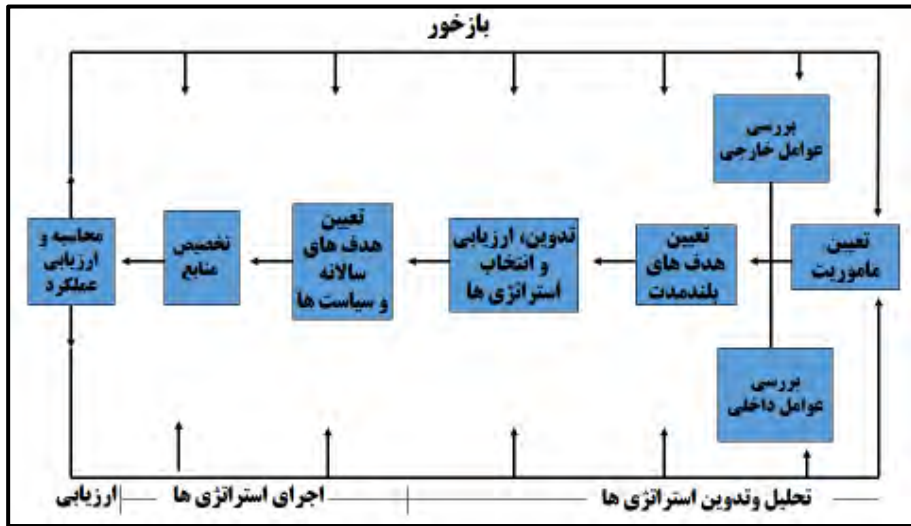 بازخور
بررسی
عوامل خارجی
تعیین
ماموریت
تعیین
هدف های
بلندمدت
تدوین، ارزیابی
و انتخاب
استراتژی ها
تعیین
هدف های
سالانه
و سیاست ها
تخصیص
منابع
محاسبه و
ارزیابی
عملکرد
بررسی
عوامل داخلی
تحلیل وتدوین استراتژی ها
اجرای استراتژی ها
ارزیابی